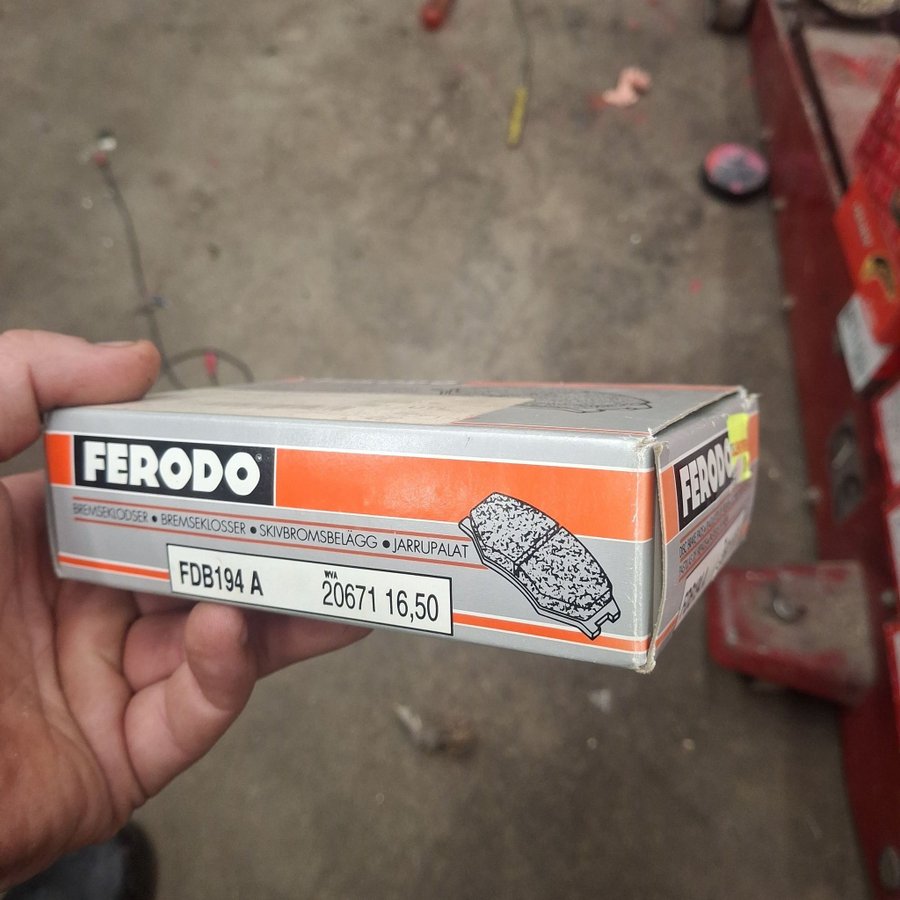 FERODO
BREMSEKLODSER • BREMSEKLOSSER • SKIVBROMSBELÄGG • JARRUPALAT
FDB194 A
WVA
20671 16,50
FERODO